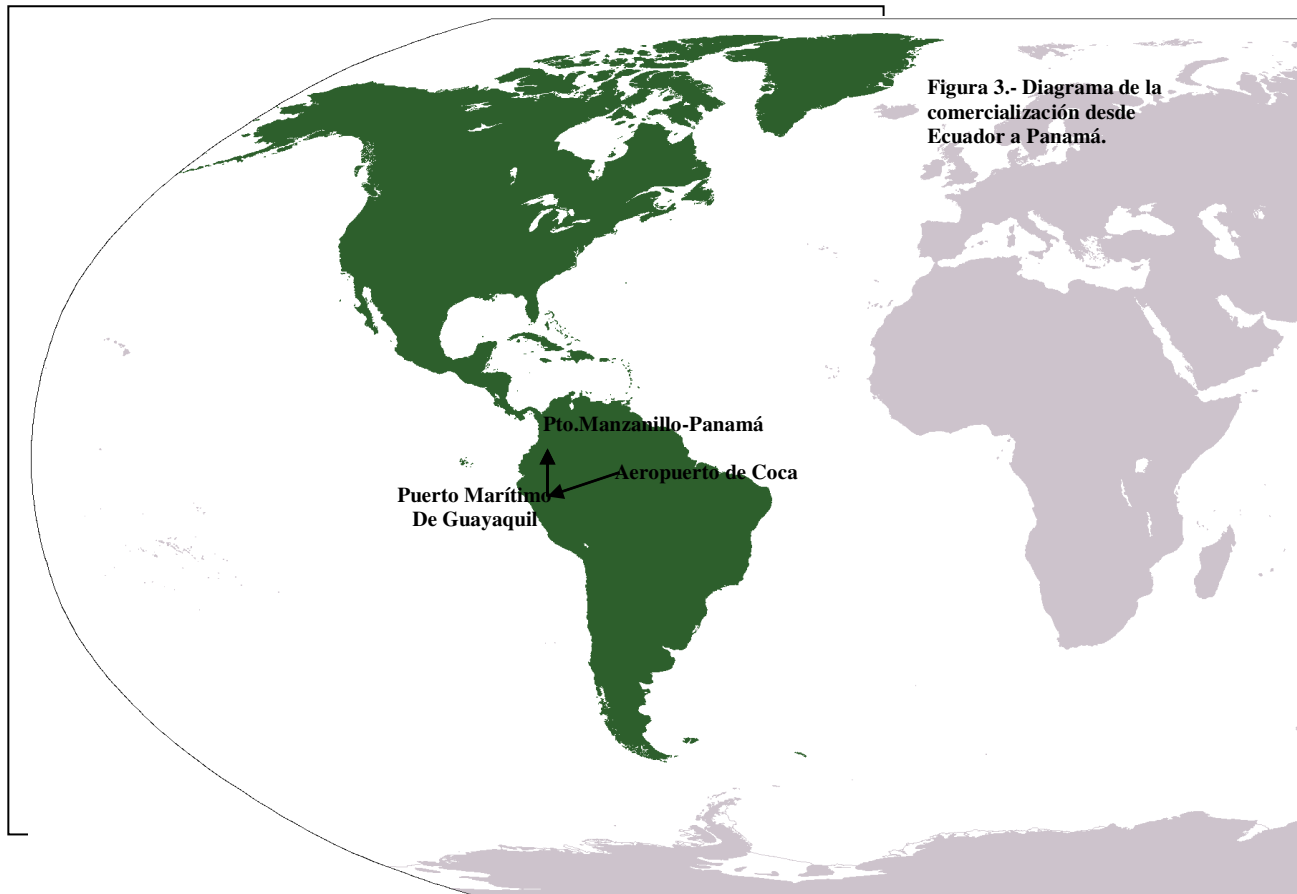 Figura 3.- Diagrama de la
comercialización desde
Ecuador a Panamá.
Pto.Manzanillo-Panamá
Aeropuerto de Coca
Puerto Marítimo
De Guayaquil